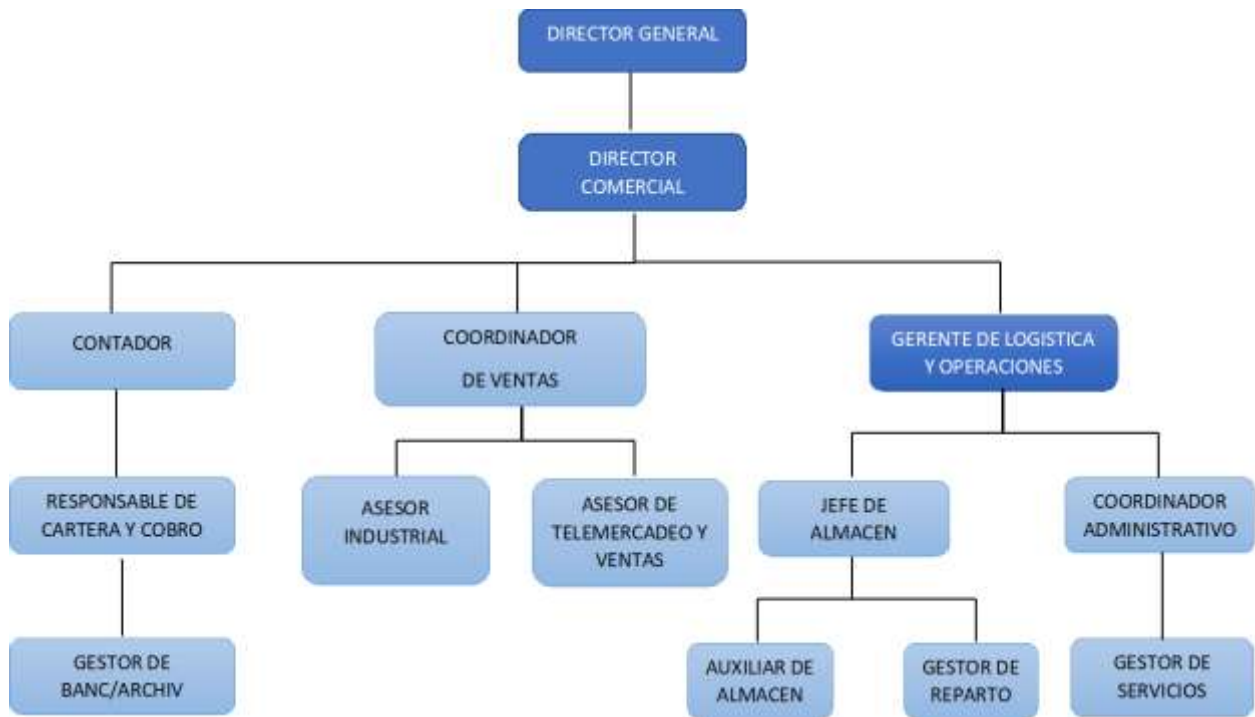 DIRECTOR GENERAL
DIRECTOR
COMERCIAL
CONTADOR
COORDINADOR
DE VENTAS
GERENTE DE LOGISTICA
Y OPERACIONES
RESPONSABLE DE
CARTERA Y COBRO
ASESOR
INDUSTRIAL
ASESOR DE
TELEMERCADEO Y
VENTAS
JEFE DE
ALMACEN
COORDINADOR
ADMINISTRATIVO
GESTOR DE
BANC/ARCHIV
AUXILIAR DE
ALMACEN
GESTOR DE
REPARTO
GESTOR DE
SERVICIOS